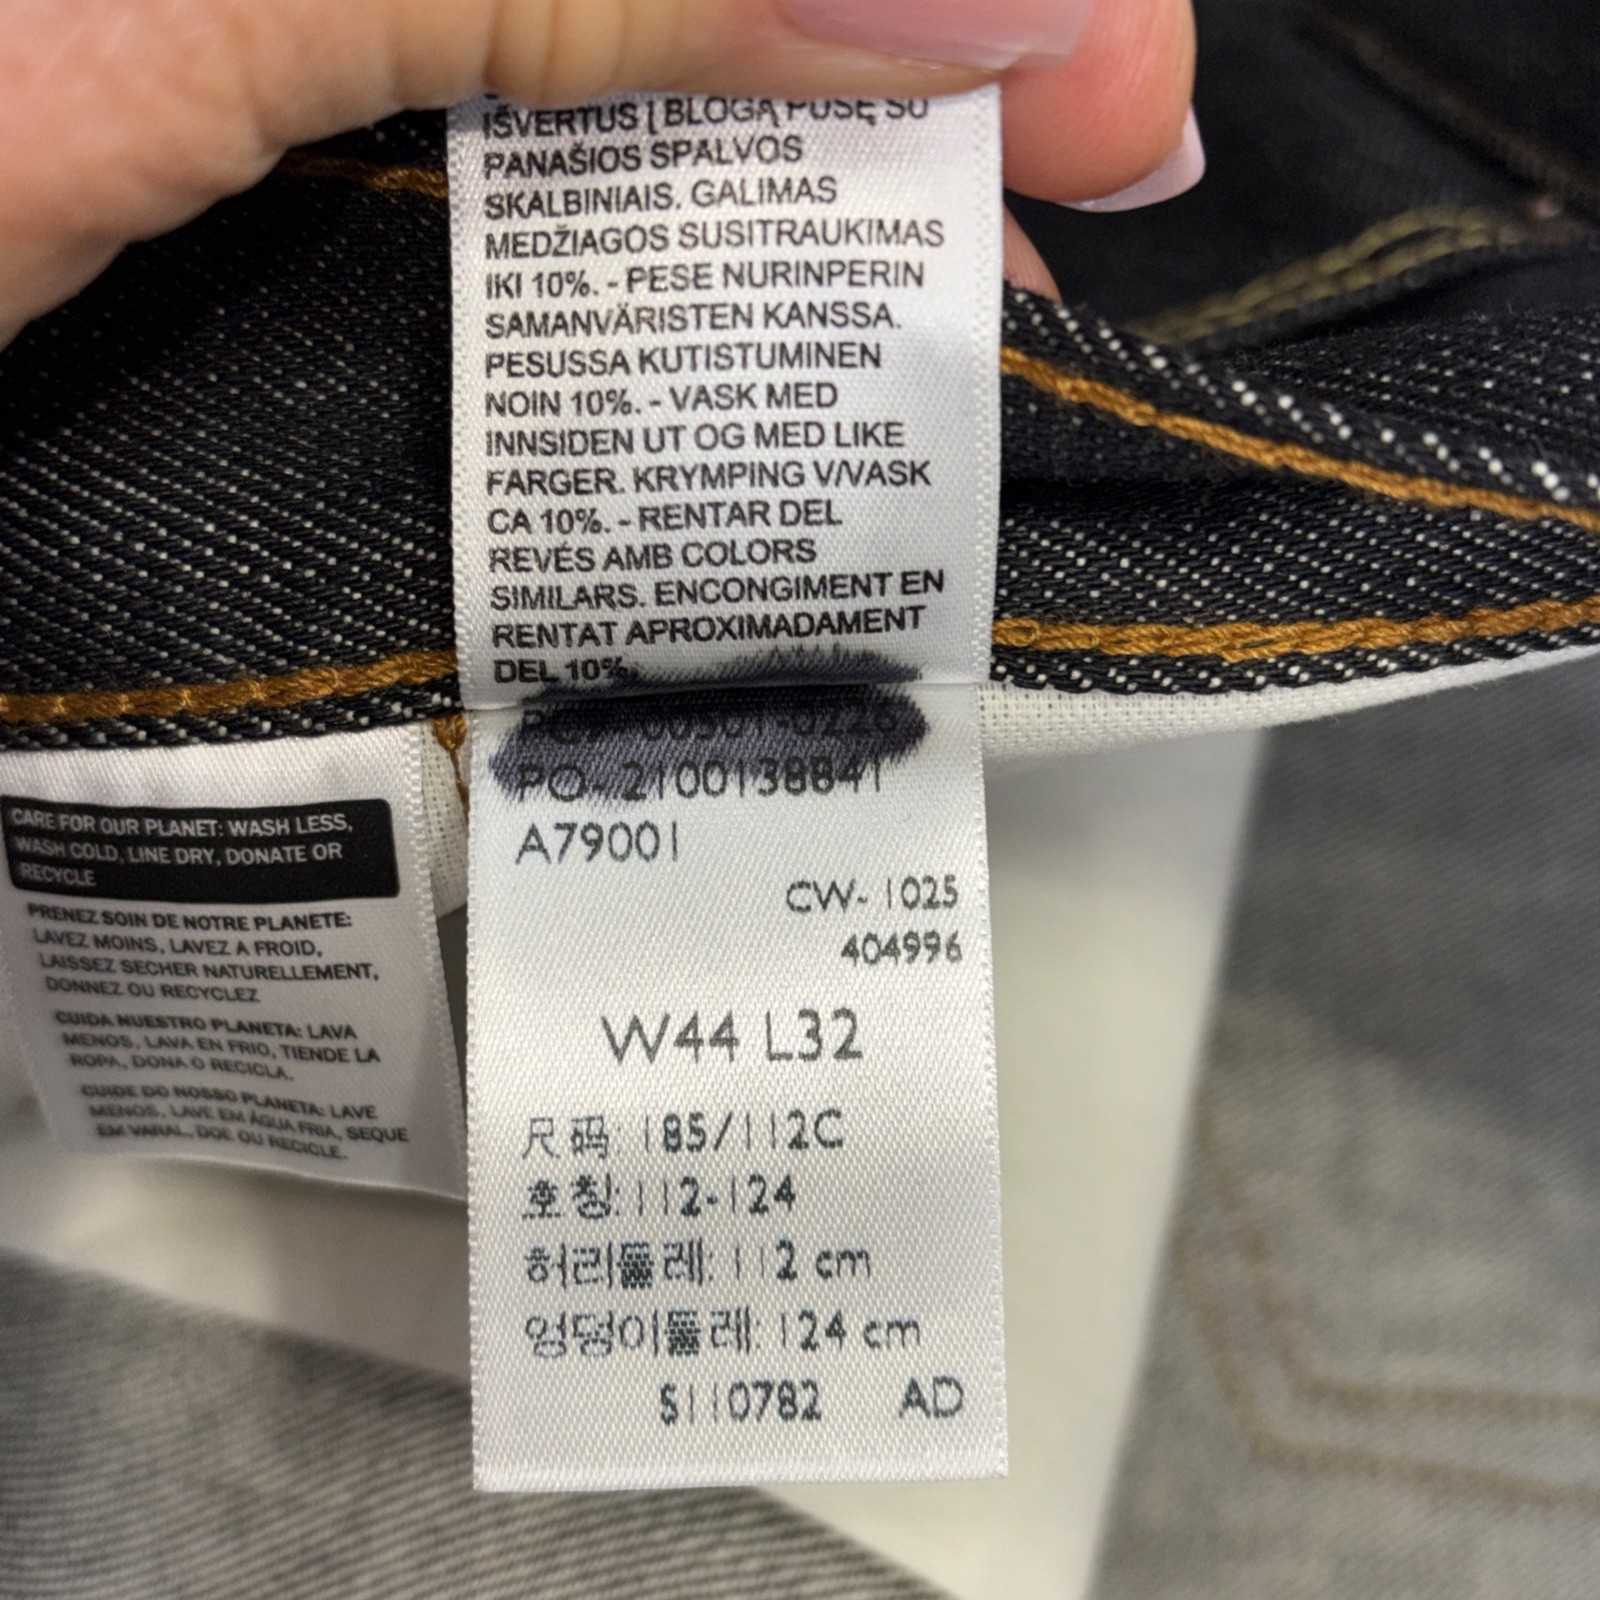 IŠVERTUS Į BLOGĄ PUSĘ SU
PANAŠIOS SPALVOS
SKALBINIAIS. GALIMAS
MEDŽIAGOS SUSITRAUKIMAS
IKI 10%. - PESE NURINPERIN
SAMANVÄRISTEN KANSSA.
PESUSSA KUTISTUMINEN
NOIN 10%. - VASK MED
INNSIDEN UT OG MED LIKE
FARGER. KRYMPING V/VASK
CA 10%. - RENTAR DEL
REVÉS AMB COLORS
SIMILARS. ENCONGIMENT EN
RENTAT APROXIMADAMENT
DEL 10%.
PO- 2100138841
A79001
CW- 1025
404996
W44 L32
尺码: 185/112C
호칭: 112-124
허리둘레: 112 cm
엉덩이둘레: 124 cm
5110782 AD
CARE FOR OUR PLANET: WASH LESS,
WASH COLD, LINE DRY, DONATE OR
RECYCLE
PRENEZ SOIN DE NOTRE PLANETE:
LAVEZ MOINS, LAVEZ A FROID,
LAISSEZ SECHER NATURELLEMENT,
DONNEZ OU RECYCLEZ
CUIDA NUESTRO PLANETA: LAVA
MENOS, LAVA EN FRIO, TIENDE LA
ROPA, DONA O RECICLA.
CUIDE DO NOSSO PLANETA: LAVE
MENOS, LAVE EM ÁGUA FRIA, SEQUE
EM VARAL, DOE OU RECICLE.